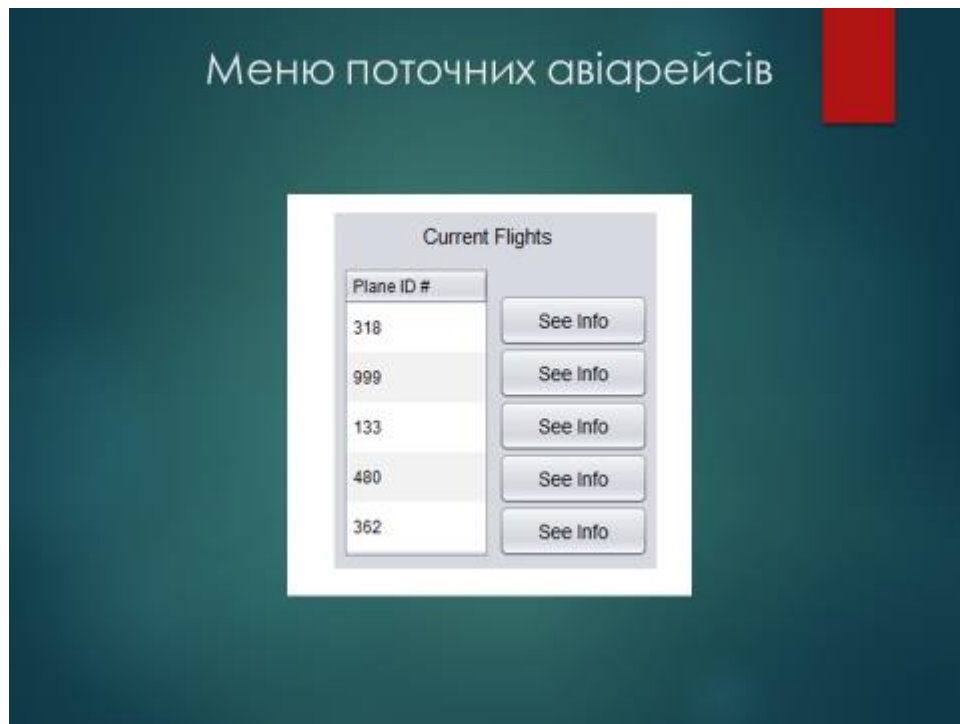 Меню поточних авіарейсів
Current Flights
Plane ID #
318 See Info
999 See Info
133 See Info
480 See Info
362 See Info